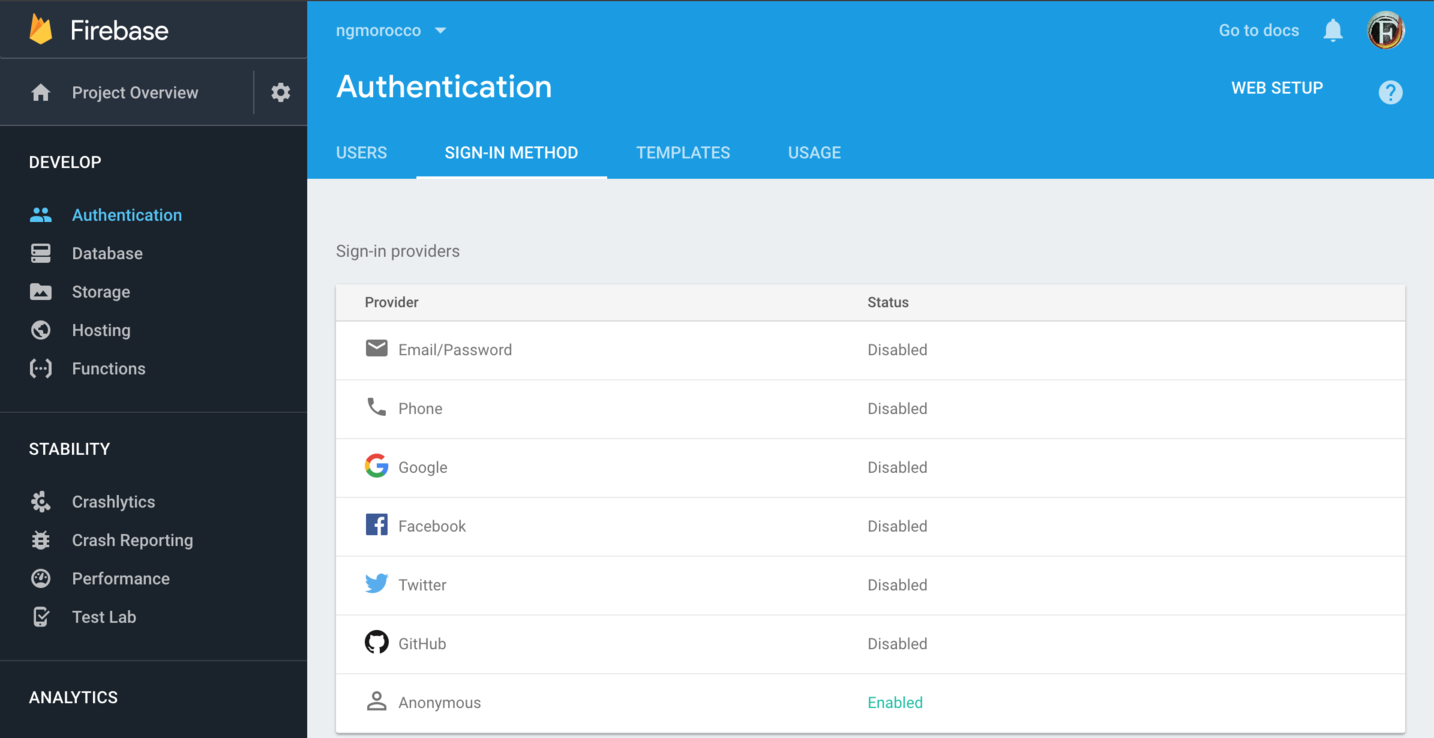 Firebase
Project Overview
DEVELOP
Authentication
Database
Storage
Hosting
Functions
STABILITY
Crashlytics
Crash Reporting
Performance
Test Lab
ANALYTICS
ngmorocco
Go to docs
Authentication
WEB SETUP
?
USERS SIGN-IN METHOD TEMPLATES USAGE
Sign-in providers
Provider Status
Email/Password Disabled
Phone Disabled
Google Disabled
Facebook Disabled
Twitter Disabled
GitHub Disabled
Anonymous Enabled